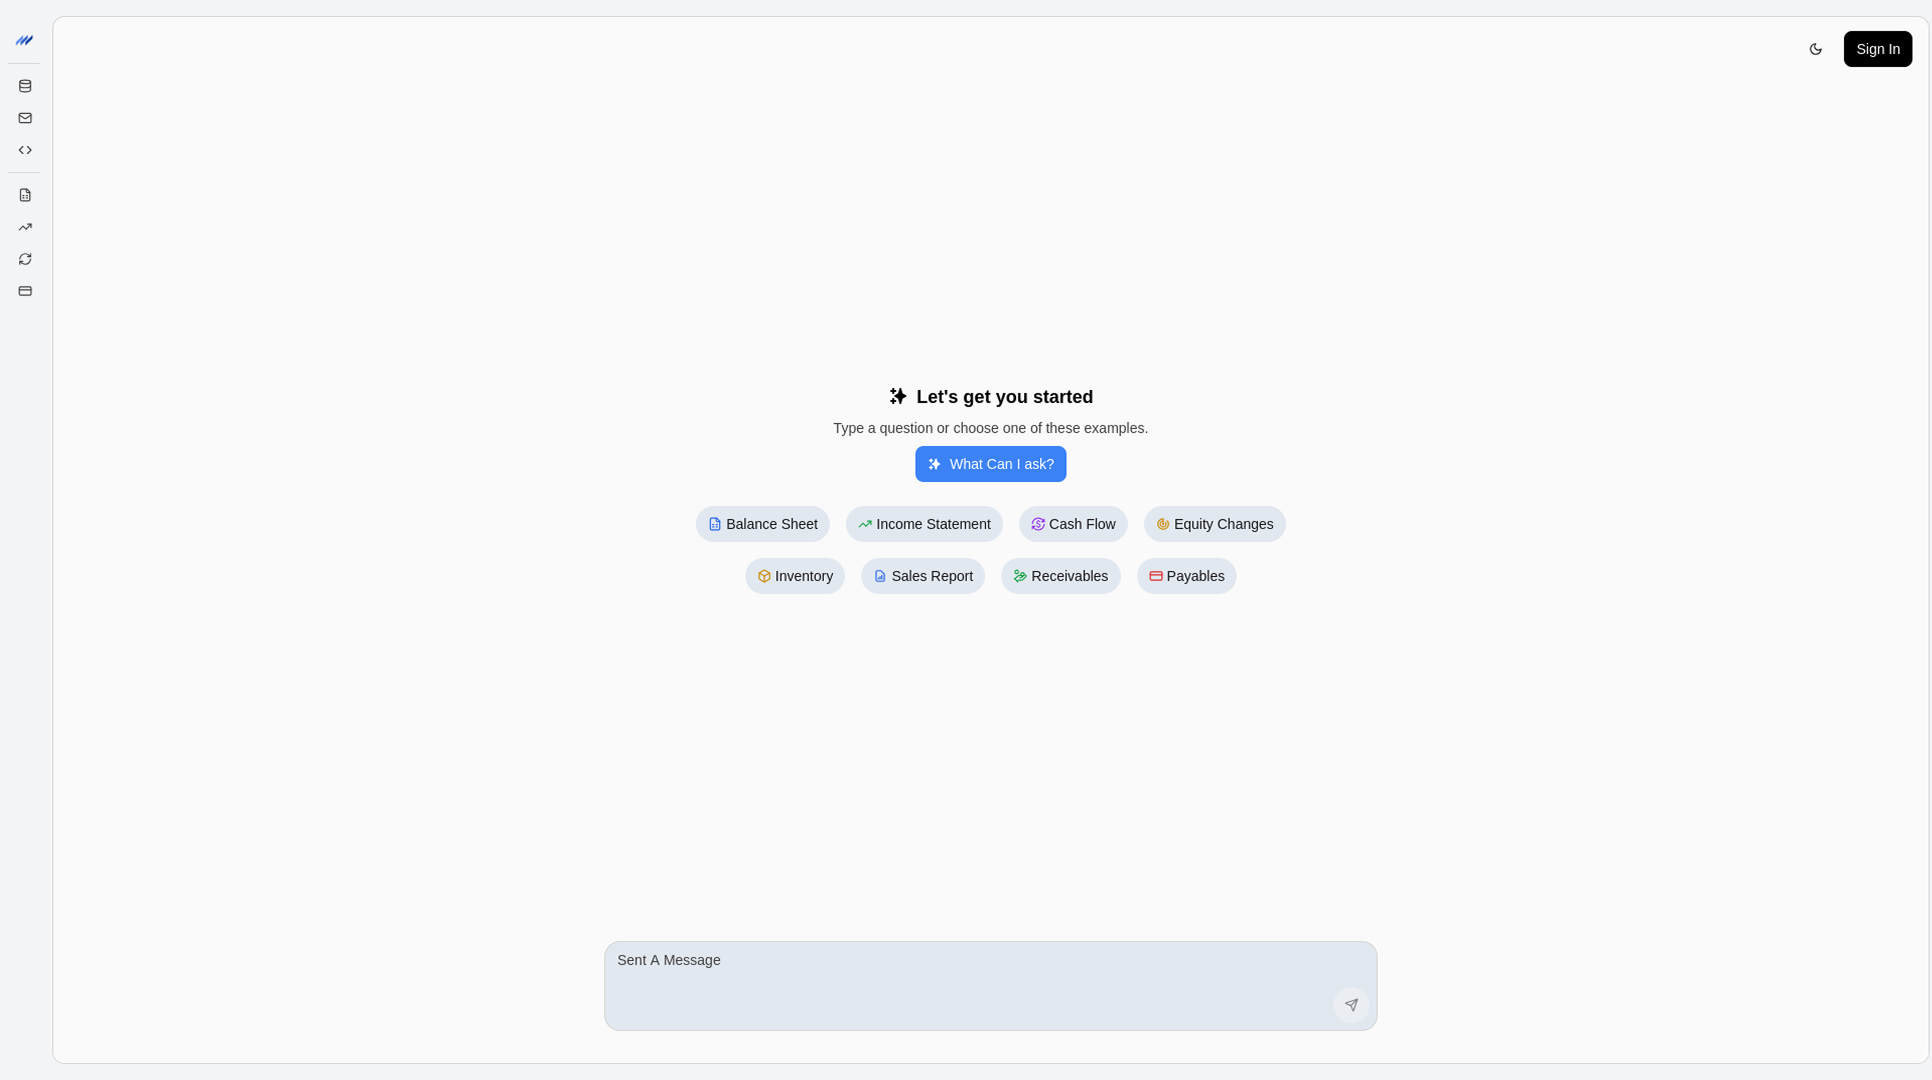 Sign In
Let's get you started
Type a question or choose one of these examples.
What Can I ask?
Balance Sheet
Income Statement
Cash Flow
Equity Changes
Inventory
Sales Report
Receivables
Payables
Sent A Message